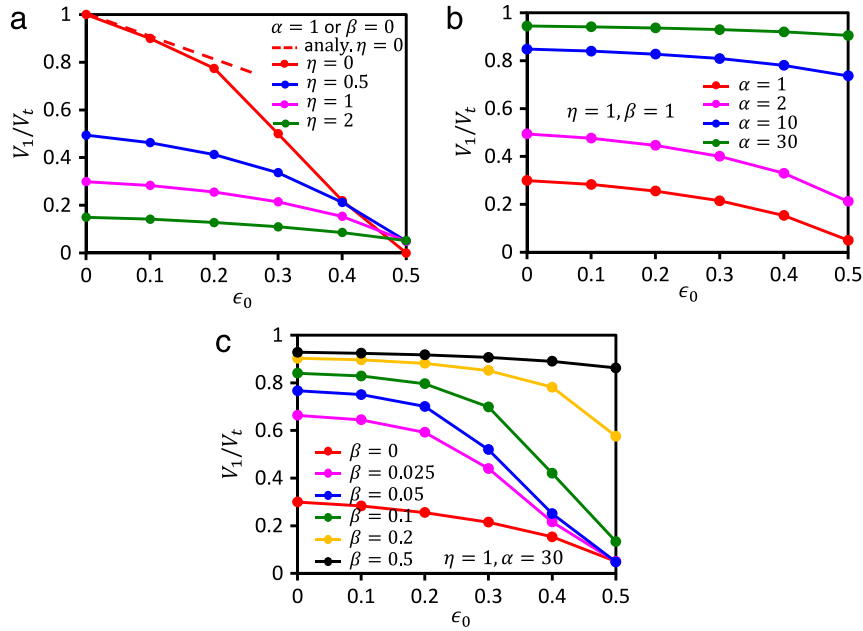 a
α = 1 or β = 0
analy. η = 0
η = 0
η = 0.5
η = 1
η = 2
V₁/Vₜ
1
0.8
0.6
0.4
0.2
0
0 0.1 0.2 0.3 0.4 0.5
ϵ₀
b
η = 1, β = 1
α = 1
α = 2
α = 10
α = 30
V₁/Vₜ
1
0.8
0.6
0.4
0.2
0
0 0.1 0.2 0.3 0.4 0.5
ϵ₀
c
V₁/Vₜ
1
0.8
0.6
0.4
0.2
0
β = 0
β = 0.025
β = 0.05
β = 0.1
β = 0.2
β = 0.5
η = 1, α = 30
0 0.1 0.2 0.3 0.4 0.5
ϵ₀